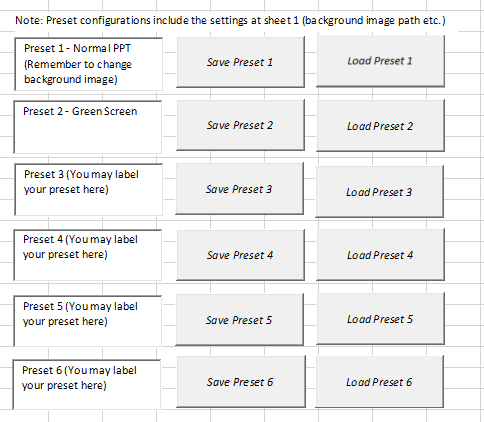 Note: Preset configurations include the settings at sheet 1 (background image path etc.)
Preset 1 - Normal PPT
(Remember to change
background image)
Save Preset 1
Load Preset 1
Preset 2 - Green Screen
Save Preset 2
Load Preset 2
Preset 3 (You may label
your preset here)
Save Preset 3
Load Preset 3
Preset 4 (You may label
your preset here)
Save Preset 4
Load Preset 4
Preset 5 (You may label
your preset here)
Save Preset 5
Load Preset 5
Preset 6 (You may label
your preset here)
Save Preset 6
Load Preset 6